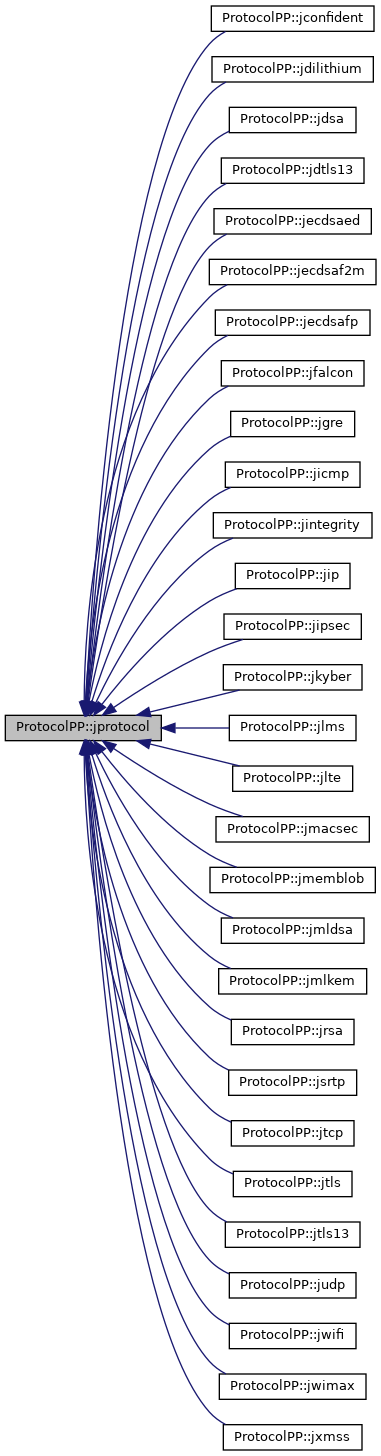 ProtocolPP::jconfident
ProtocolPP::jdilithium
ProtocolPP::jdsa
ProtocolPP::jdtls13
ProtocolPP::jecdsaed
ProtocolPP::jecdsaf2m
ProtocolPP::jecdsafp
ProtocolPP::jfalcon
ProtocolPP::jgre
ProtocolPP::jicmp
ProtocolPP::jintegrity
ProtocolPP::jip
ProtocolPP::jipsec
ProtocolPP::jkyber
ProtocolPP::jprotocol
ProtocolPP::jlms
ProtocolPP::jlte
ProtocolPP::jmacsec
ProtocolPP::jmemblob
ProtocolPP::jmldsa
ProtocolPP::jmlkem
ProtocolPP::jrsa
ProtocolPP::jsrtp
ProtocolPP::jtcp
ProtocolPP::jtls
ProtocolPP::jtls13
ProtocolPP::judp
ProtocolPP::jwifi
ProtocolPP::jwimax
ProtocolPP::jxmss